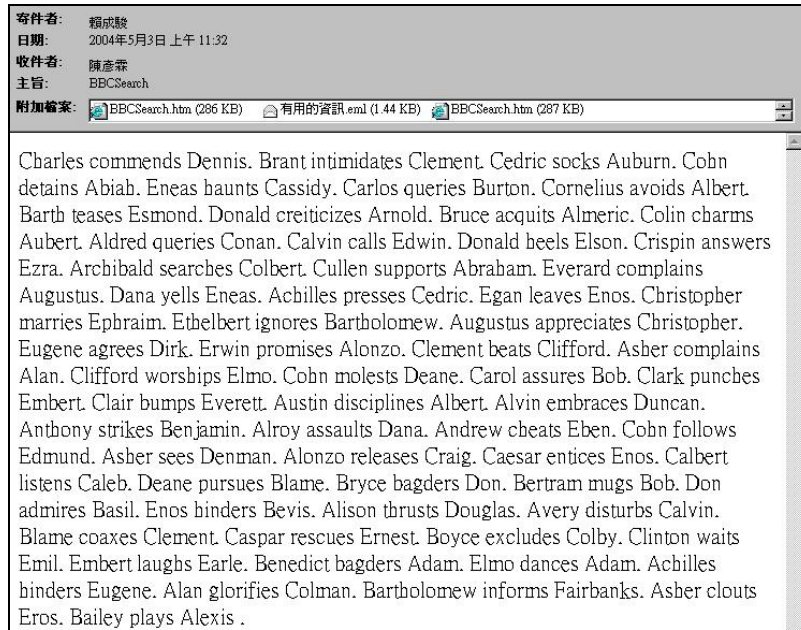 寄件者: 賴成駿
日期: 2004年5月3日 上午 11:32
收件者: 陳彥霖
主旨: BBCSearch
附加檔案: BBCSearch.htm (286 KB) 有用的資訊.eml (1.44 KB) BBCSearch.htm (287 KB)
Charles commends Dennis. Brant intimidates Clement. Cedric socks Auburn. Cohn
detains Abiah. Eneas haunts Cassidy. Carlos queries Burton. Cornelius avoids Albert.
Barth teases Esmond. Donald creiticizes Arnold. Bruce acquits Almeric. Colin charms
Aubert. Aldred queries Conan. Calvin calls Edwin. Donald heels Elson. Crispin answers
Ezra. Archibald searches Colbert. Cullen supports Abraham. Everard complains
Augustus. Dana yells Eneas. Achilles presses Cedric. Egan leaves Enos. Christopher
marries Ephraim. Ethelbert ignores Bartholomew. Augustus appreciates Christopher.
Eugene agrees Dirk. Erwin promises Alonzo. Clement beats Clifford. Asher complains
Alan. Clifford worships Elmo. Cohn molests Deane. Carol assures Bob. Clark punches
Embert. Clair bumps Everett. Austin disciplines Albert. Alvin embraces Duncan.
Anthony strikes Benjamin. Alroy assaults Dana. Andrew cheats Eben. Cohn follows
Edmund. Asher sees Denman. Alonzo releases Craig. Caesar entices Enos. Calbert
listens Caleb. Deane pursues Blame. Bryce bagders Don. Bertram mugs Bob. Don
admires Basil. Enos hinders Bevis. Alison thrusts Douglas. Avery disturbs Calvin.
Blame coaxes Clement. Caspar rescues Ernest. Boyce excludes Colby. Clinton waits
Emil. Embert laughs Earle. Benedict bagders Adam. Elmo dances Adam. Achilles
hinders Eugene. Alan glorifies Colman. Bartholomew informs Fairbanks. Asher clouts
Eros. Bailey plays Alexis .